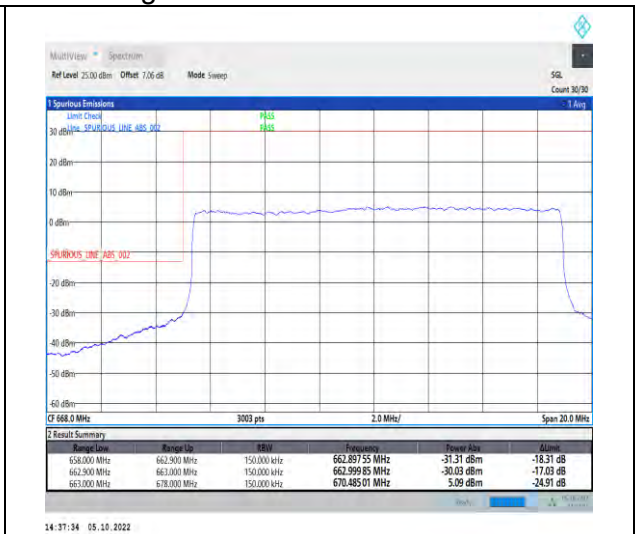 MultiView Spectrum
Ref Level 25.00 dBm Offset 7.06 dB Mode Sweep SGL
Count 30/30
1 Spurious Emissions 1 Avg
Limit Check PASS
Line SPURIOUS_LINE_ABS_002 PASS
30 dBm
20 dBm
10 dBm
0 dBm
SPURIOUS_LINE_ABS_002
-20 dBm
-30 dBm
-40 dBm
-50 dBm
-60 dBm
CF 668.0 MHz 3003 pts 2.0 MHz/ Span 20.0 MHz
2 Result Summary
Range Low Range Up RBW Frequency Power Abs ΔLimit
658.000 MHz 662.900 MHz 150.000 kHz 662.897 55 MHz -31.31 dBm -18.31 dB
662.900 MHz 663.000 MHz 150.000 kHz 662.999 85 MHz -30.03 dBm -17.03 dB
663.000 MHz 678.000 MHz 150.000 kHz 670.485 01 MHz 5.09 dBm -24.91 dB
14:37:34 05.10.2022